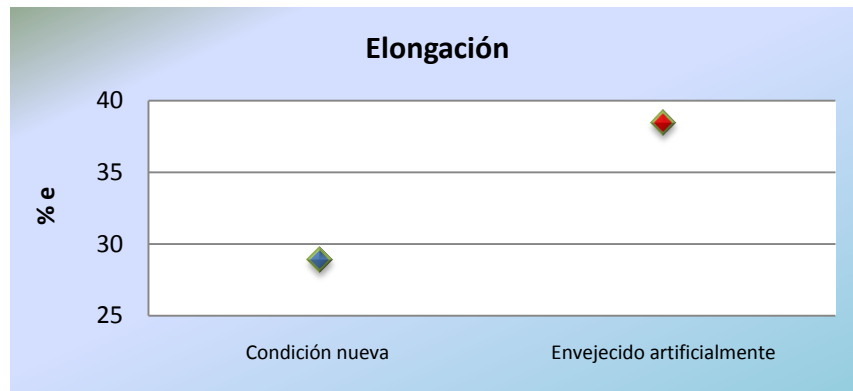 Elongación
40
35
% e
30
25
Condición nueva
Envejecido artificialmente